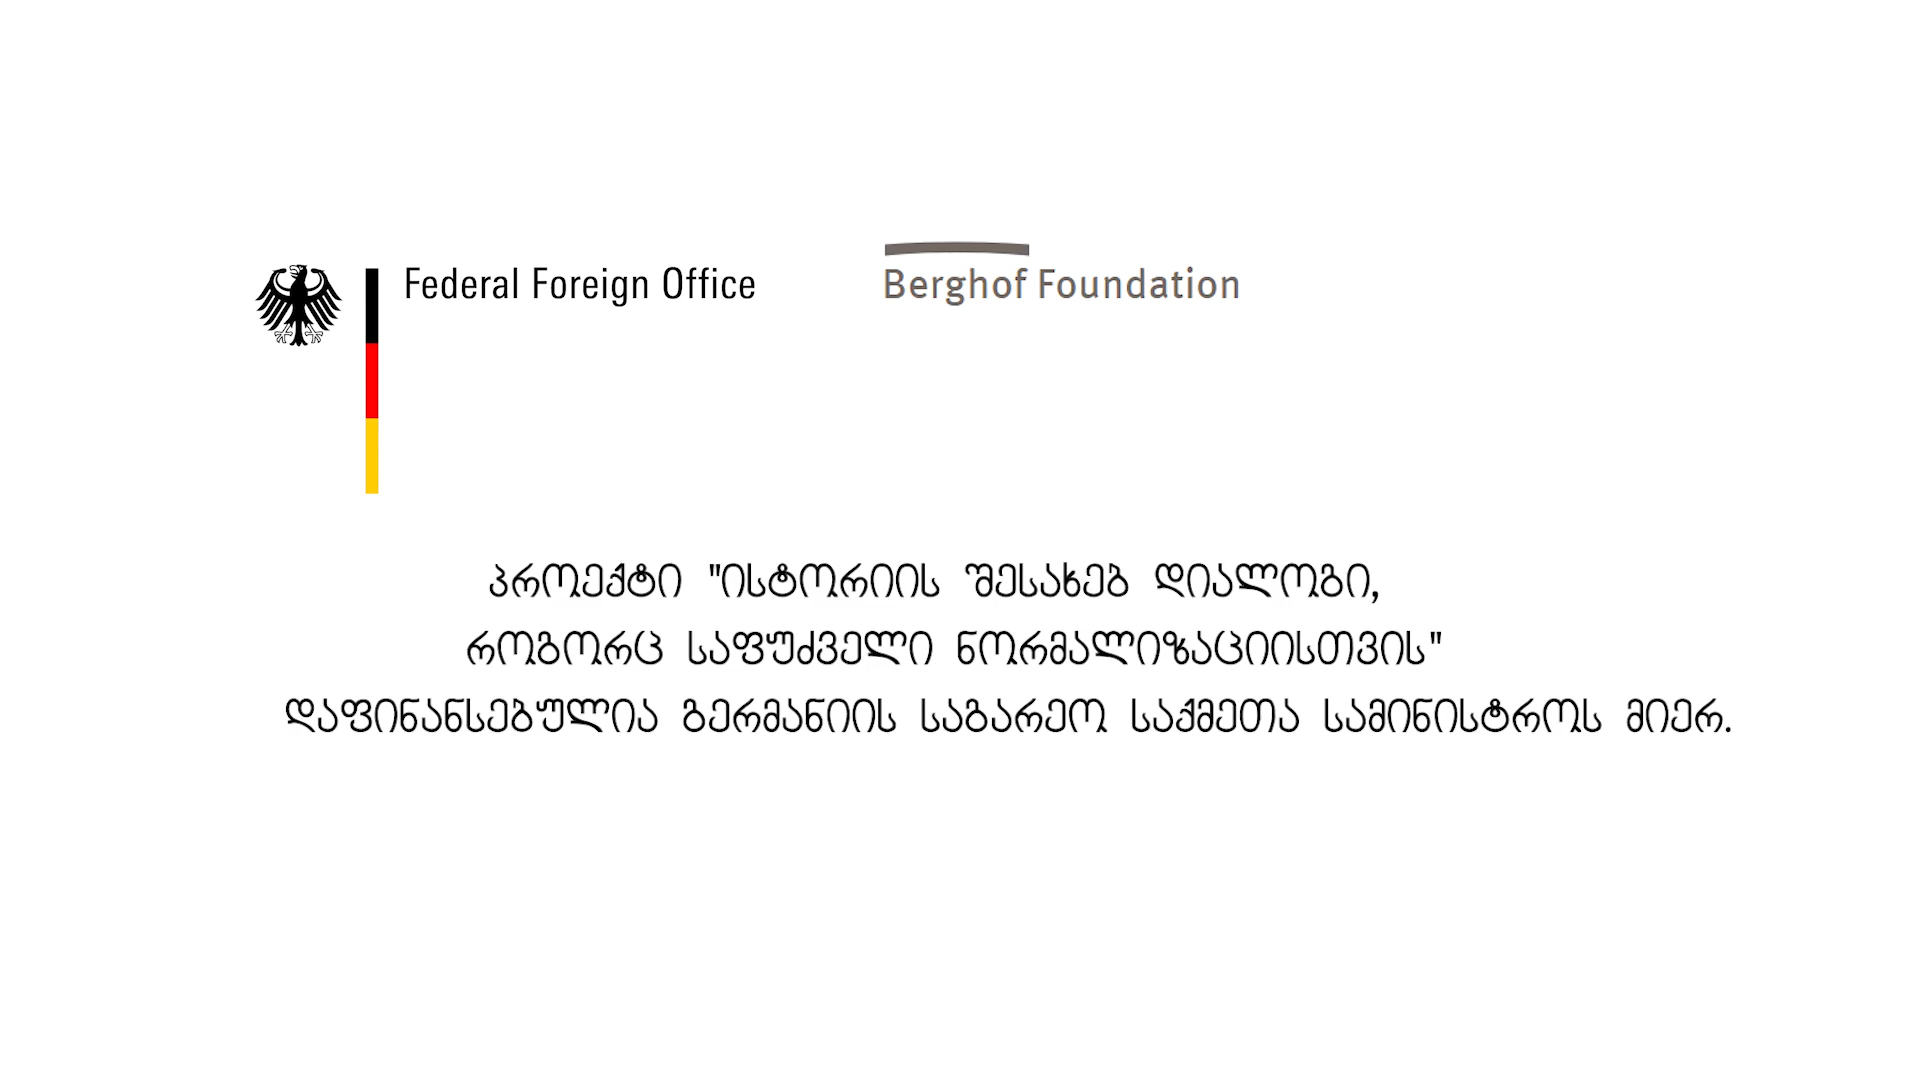 Federal Foreign Office
Berghof Foundation
პროექტი "ისტორიის შესახებ დიალოგი,
როგორც საფუძველი ნორმალიზაციისთვის"
დაფინანსებულია გერმანიის საგარეო საქმეთა სამინისტროს მიერ.